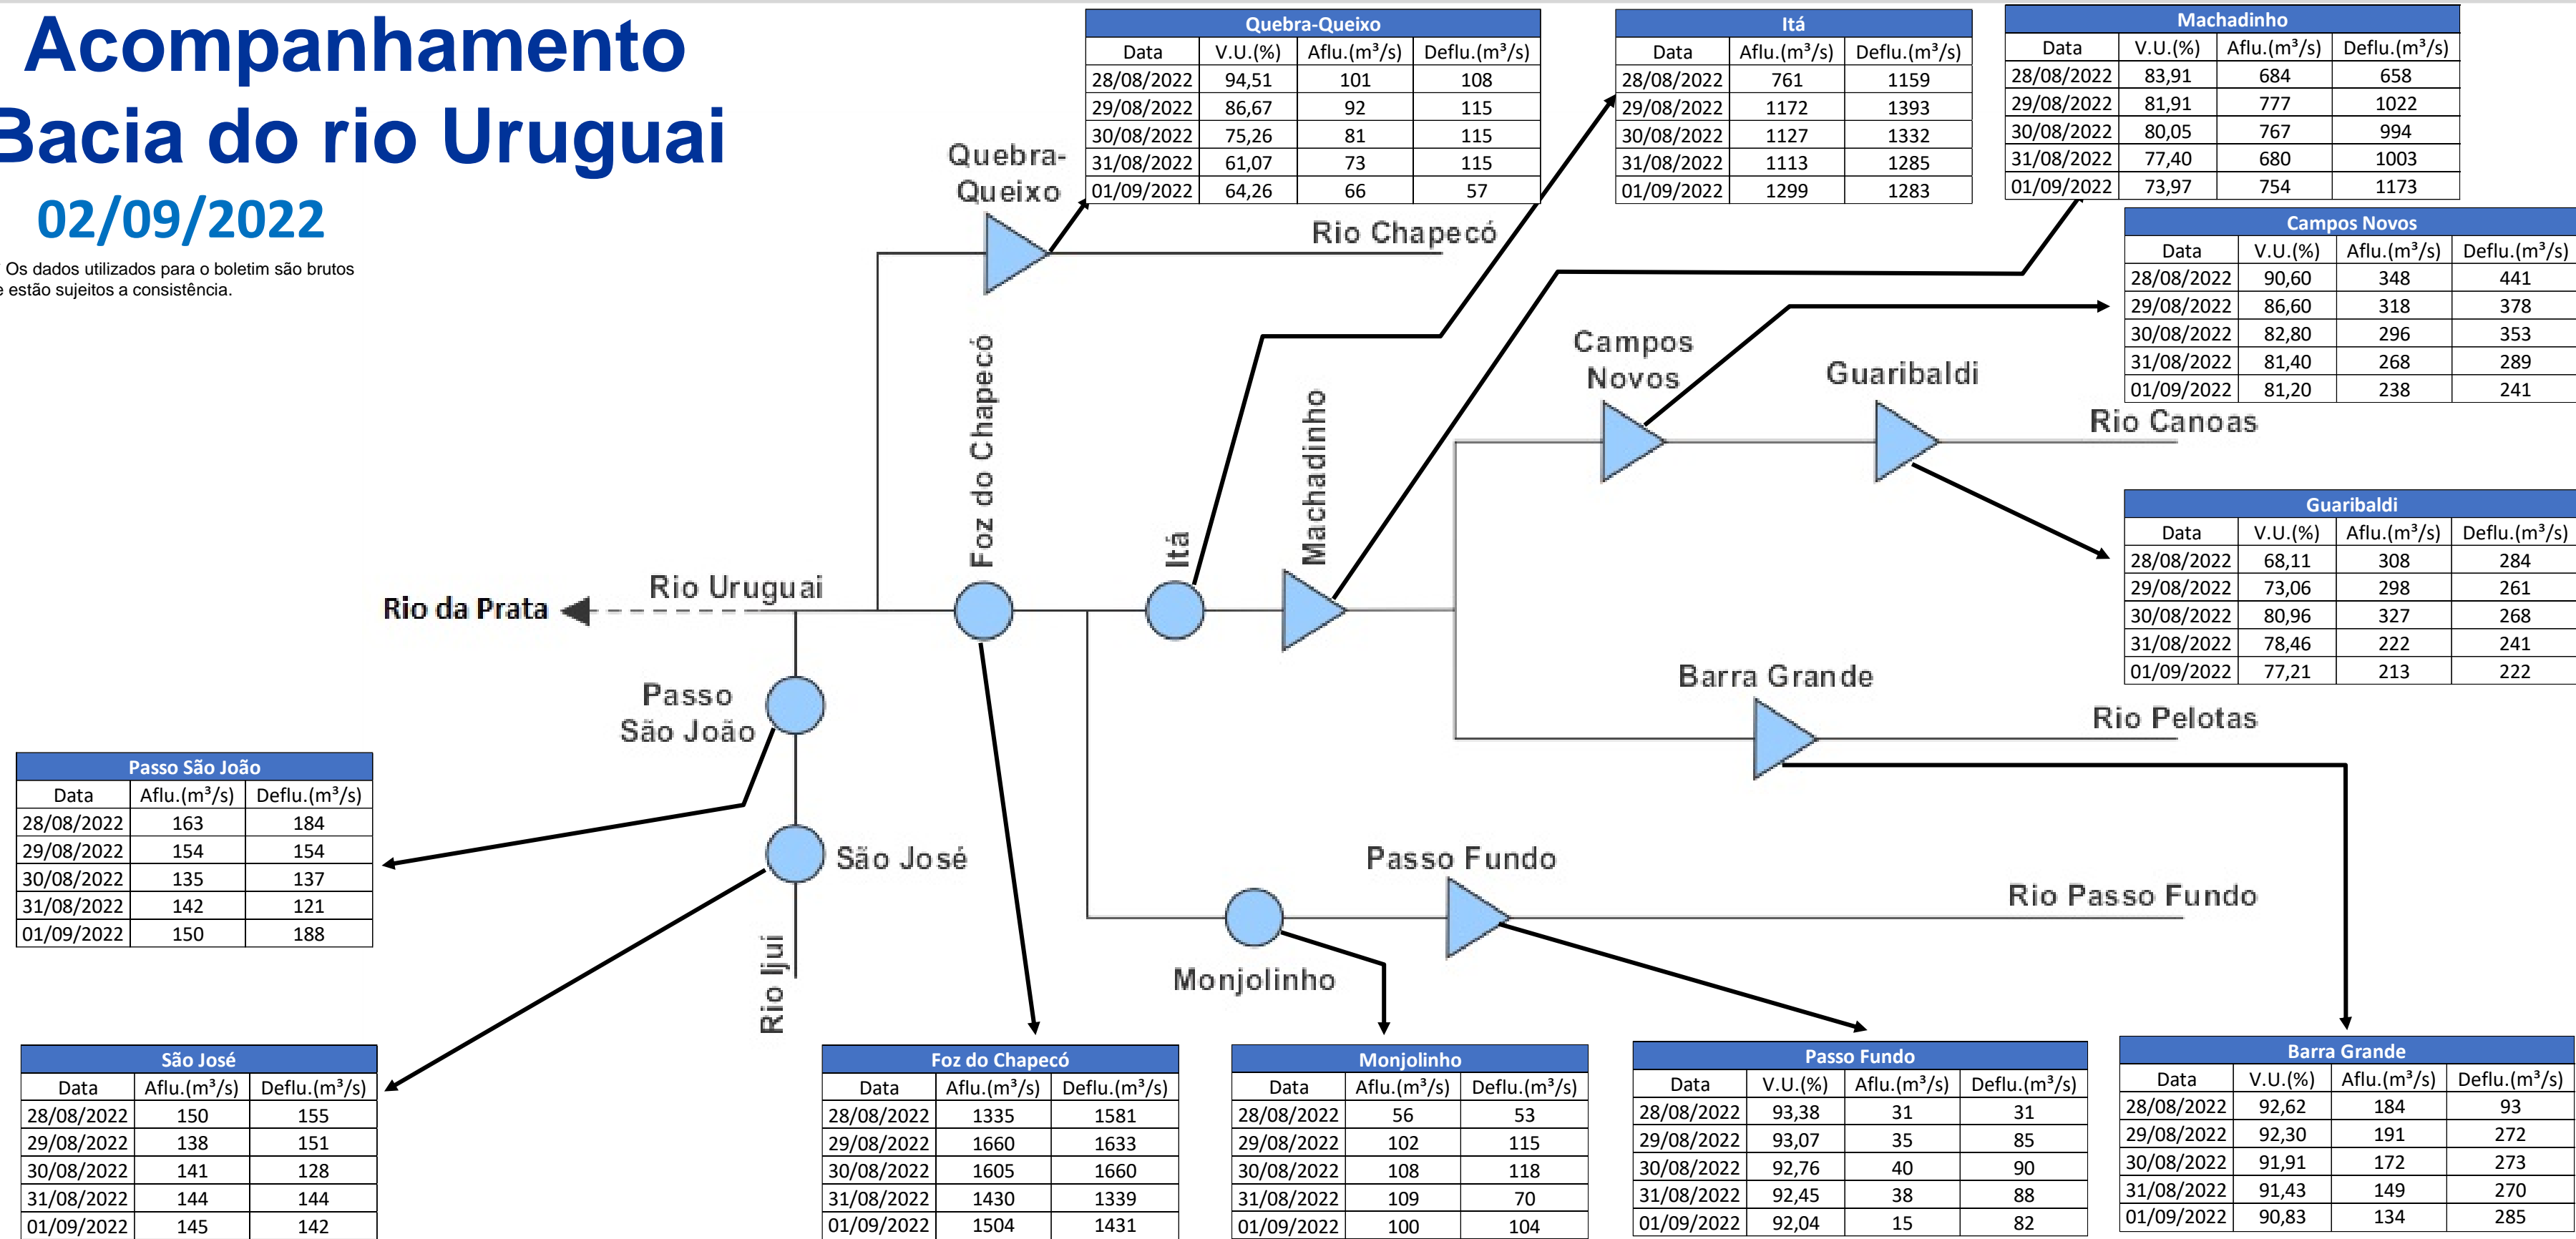 Acompanhamento
Bacia do rio Uruguai
02/09/2022
* Os dados utilizados para o boletim são brutos
e estão sujeitos a consistência.
Quebra-Queixo
Data V.U.(%) Aflu.(m³/s) Deflu.(m³/s)
28/08/2022 94,51 101 108
29/08/2022 86,67 92 115
30/08/2022 75,26 81 115
31/08/2022 61,07 73 115
01/09/2022 64,26 66 57
Itá
Data Aflu.(m³/s) Deflu.(m³/s)
28/08/2022 761 1159
29/08/2022 1172 1393
30/08/2022 1127 1332
31/08/2022 1113 1285
01/09/2022 1299 1283
Machadinho
Data V.U.(%) Aflu.(m³/s) Deflu.(m³/s)
28/08/2022 83,91 684 658
29/08/2022 81,91 777 1022
30/08/2022 80,05 767 994
31/08/2022 77,40 680 1003
01/09/2022 73,97 754 1173
Campos Novos
Data V.U.(%) Aflu.(m³/s) Deflu.(m³/s)
28/08/2022 90,60 348 441
29/08/2022 86,60 318 378
30/08/2022 82,80 296 353
31/08/2022 81,40 268 289
01/09/2022 81,20 238 241
Guaribaldi
Data V.U.(%) Aflu.(m³/s) Deflu.(m³/s)
28/08/2022 68,11 308 284
29/08/2022 73,06 298 261
30/08/2022 80,96 327 268
31/08/2022 78,46 222 241
01/09/2022 77,21 213 222
Quebra-
Queixo
Rio Chapecó
Foz do Chapecó
Itá
Machadinho
Campos
Novos
Guaribaldi
Rio Canoas
Rio da Prata
Rio Uruguai
Barra Grande
Rio Pelotas
Passo
São João
São José
Rio Ijuí
Passo Fundo
Rio Passo Fundo
Monjolinho
Passo São João
Data Aflu.(m³/s) Deflu.(m³/s)
28/08/2022 163 184
29/08/2022 154 154
30/08/2022 135 137
31/08/2022 142 121
01/09/2022 150 188
São José
Data Aflu.(m³/s) Deflu.(m³/s)
28/08/2022 150 155
29/08/2022 138 151
30/08/2022 141 128
31/08/2022 144 144
01/09/2022 145 142
Foz do Chapecó
Data Aflu.(m³/s) Deflu.(m³/s)
28/08/2022 1335 1581
29/08/2022 1660 1633
30/08/2022 1605 1660
31/08/2022 1430 1339
01/09/2022 1504 1431
Monjolinho
Data Aflu.(m³/s) Deflu.(m³/s)
28/08/2022 56 53
29/08/2022 102 115
30/08/2022 108 118
31/08/2022 109 70
01/09/2022 100 104
Passo Fundo
Data V.U.(%) Aflu.(m³/s) Deflu.(m³/s)
28/08/2022 93,38 31 31
29/08/2022 93,07 35 85
30/08/2022 92,76 40 90
31/08/2022 92,45 38 88
01/09/2022 92,04 15 82
Barra Grande
Data V.U.(%) Aflu.(m³/s) Deflu.(m³/s)
28/08/2022 92,62 184 93
29/08/2022 92,30 191 272
30/08/2022 91,91 172 273
31/08/2022 91,43 149 270
01/09/2022 90,83 134 285